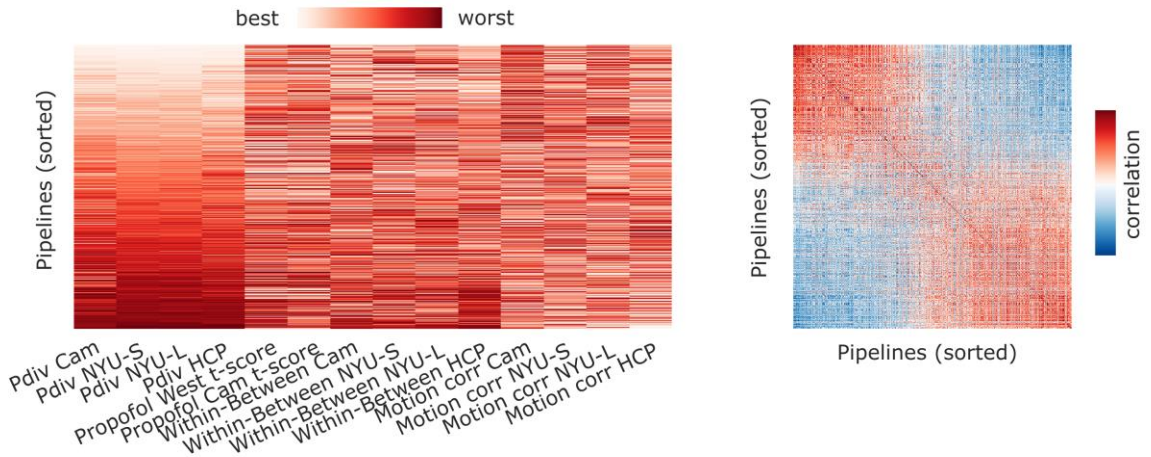 best worst
Pipelines (sorted)
Pdiv Cam
Pdiv NYU-S
Pdiv NYU-L
Pdiv HCP
Propofol West t-score
Propofol Cam t-score
Within-Between Cam
Within-Between NYU-S
Within-Between NYU-L
Within-Between HCP
Motion corr Cam
Motion corr NYU-S
Motion corr NYU-L
Motion corr HCP
Pipelines (sorted)
Pipelines (sorted)
correlation